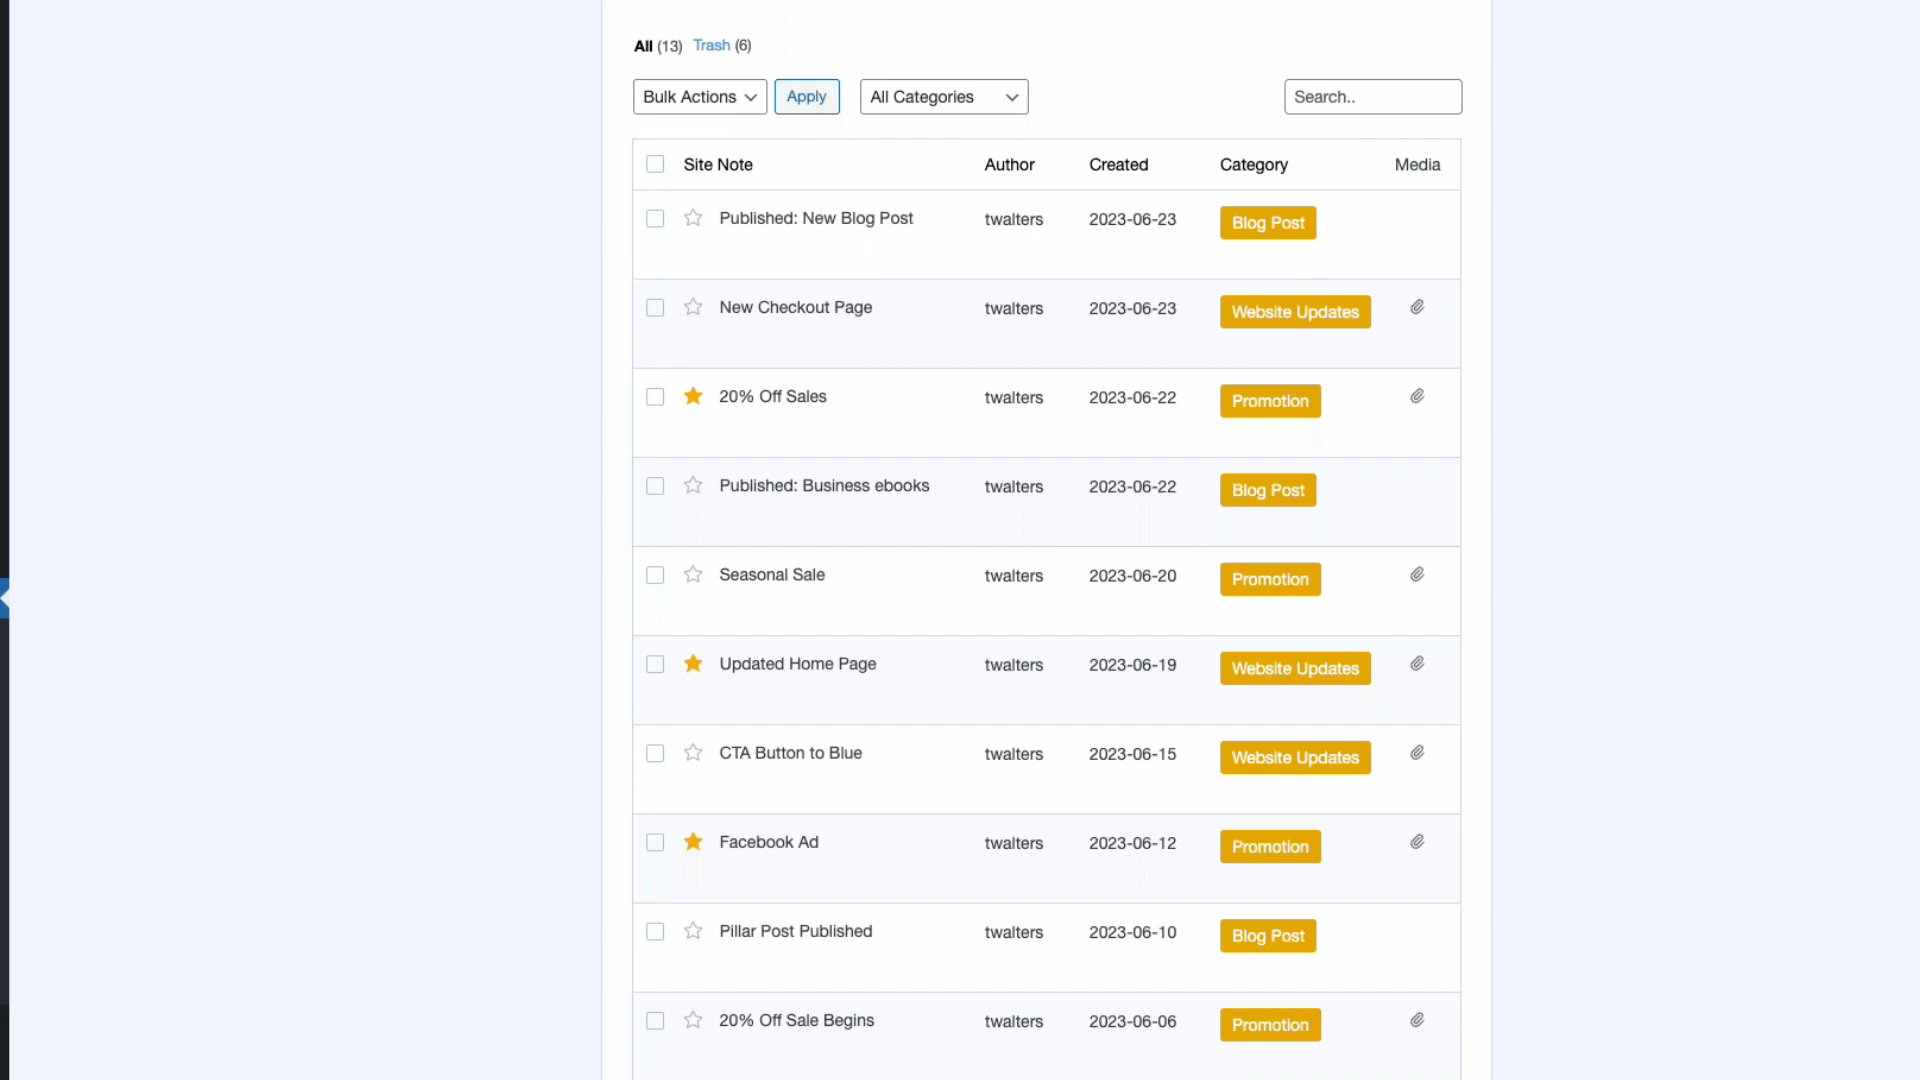 All (13) Trash (6)
Bulk Actions Apply All Categories Search..
Site Note Author Created Category Media
Published: New Blog Post twalters 2023-06-23 Blog Post
New Checkout Page twalters 2023-06-23 Website Updates
20% Off Sales twalters 2023-06-22 Promotion
Published: Business ebooks twalters 2023-06-22 Blog Post
Seasonal Sale twalters 2023-06-20 Promotion
Updated Home Page twalters 2023-06-19 Website Updates
CTA Button to Blue twalters 2023-06-15 Website Updates
Facebook Ad twalters 2023-06-12 Promotion
Pillar Post Published twalters 2023-06-10 Blog Post
20% Off Sale Begins twalters 2023-06-06 Promotion